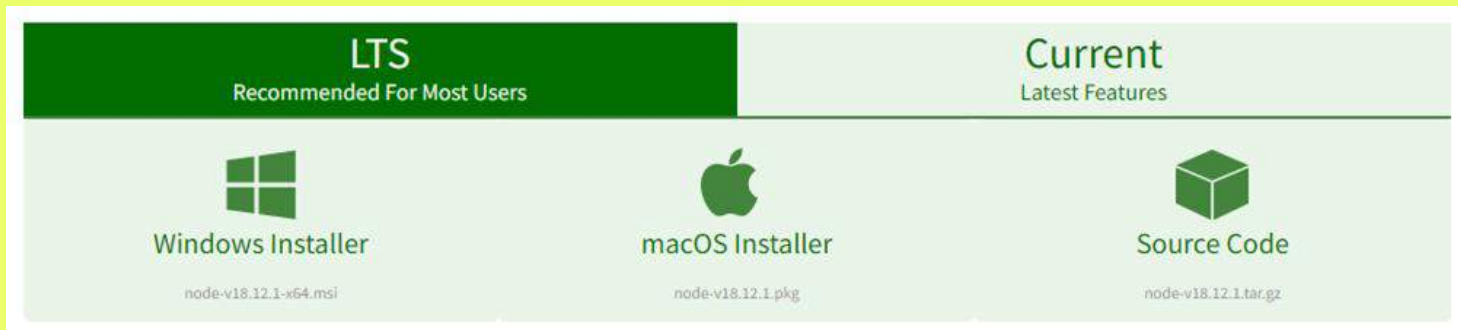 LTS
Recommended For Most Users
Current
Latest Features
Windows Installer
node-v18.12.1-x64.msi
macOS Installer
node-v18.12.1.pkg
Source Code
node-v18.12.1.tar.gz